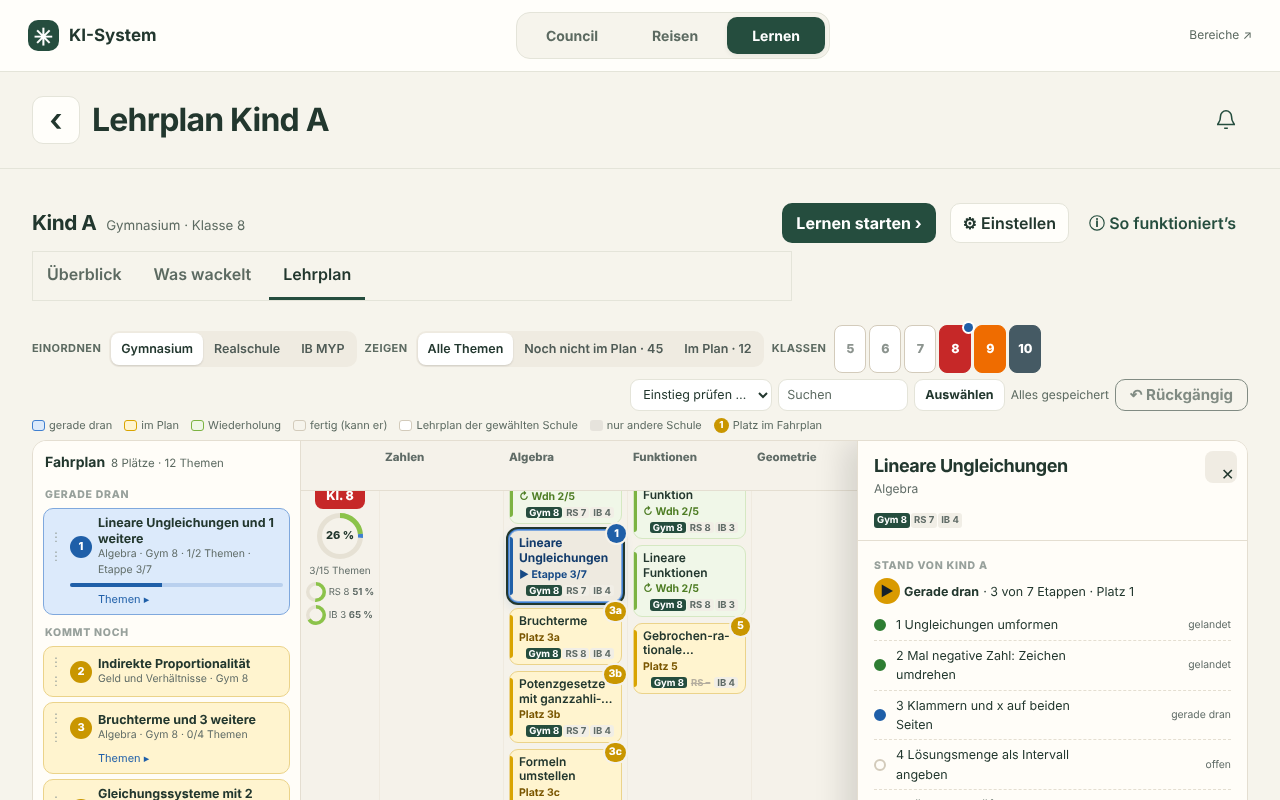 KI-System
Council
Reisen
Lernen
Bereiche ↗
‹
Lehrplan Kind A
Kind A Gymnasium · Klasse 8
Lernen starten ›
⚙ Einstellen
ⓘ So funktioniert’s
Überblick
Was wackelt
Lehrplan
EINORDNEN
Gymnasium
Realschule
IB MYP
ZEIGEN
Alle Themen
Noch nicht im Plan · 45
Im Plan · 12
KLASSEN
5
6
7
8
9
10
Einstieg prüfen ...
Suchen
Auswählen
Alles gespeichert
↶ Rückgängig
gerade dran
im Plan
Wiederholung
fertig (kann er)
Lehrplan der gewählten Schule
nur andere Schule
1 Platz im Fahrplan
Fahrplan 8 Plätze · 12 Themen
GERADE DRAN
1
Lineare Ungleichungen und 1
weitere
Algebra · Gym 8 · 1/2 Themen ·
Etappe 3/7
Themen ▸
KOMMT NOCH
2
Indirekte Proportionalität
Geld und Verhältnisse · Gym 8
3
Bruchterme und 3 weitere
Algebra · Gym 8 · 0/4 Themen
Themen ▸
Gleichungssysteme mit 2
Zahlen
Algebra
Funktionen
Geometrie
Kl. 8
26 %
3/15 Themen
RS 8 51 %
IB 3 65 %
↻ Wdh 2/5
Gym 8 RS 7 IB 4
1
Lineare
Ungleichungen
▶ Etappe 3/7
Gym 8 RS 7 IB 4
3a
Bruchterme
Platz 3a
Gym 8 RS 7 IB 4
3b
Potenzgesetze
mit ganzzahli-...
Platz 3b
Gym 8 RS 7 IB 4
3c
Formeln
umstellen
Platz 3c
Funktion
↻ Wdh 2/5
Gym 8 RS 8 IB 3
Lineare
Funktionen
↻ Wdh 2/5
Gym 8 RS 8 IB 3
5
Gebrochen-ra-
tionale...
Platz 5
Gym 8 RS – IB 4
Lineare Ungleichungen
×
Algebra
Gym 8 RS 7 IB 4
STAND VON KIND A
▶ Gerade dran · 3 von 7 Etappen · Platz 1
1 Ungleichungen umformen
gelandet
2 Mal negative Zahl: Zeichen
umdrehen
gelandet
3 Klammern und x auf beiden
Seiten
gerade dran
4 Lösungsmenge als Intervall
angeben
offen